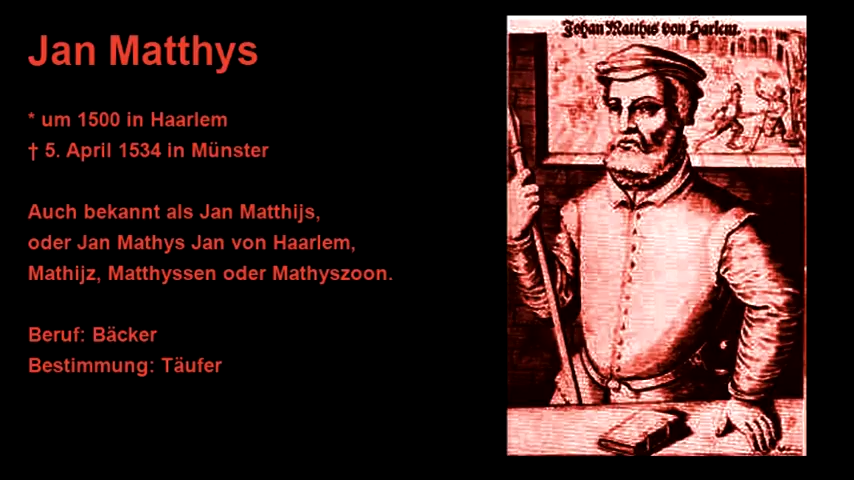 Jan Matthys
* um 1500 in Haarlem
† 5. April 1534 in Münster
Auch bekannt als Jan Matthijs,
oder Jan Mathys Jan von Haarlem,
Mathijz, Matthyssen oder Mathyszoon.
Beruf: Bäcker
Bestimmung: Täufer
Johan Matthis von Harlem.